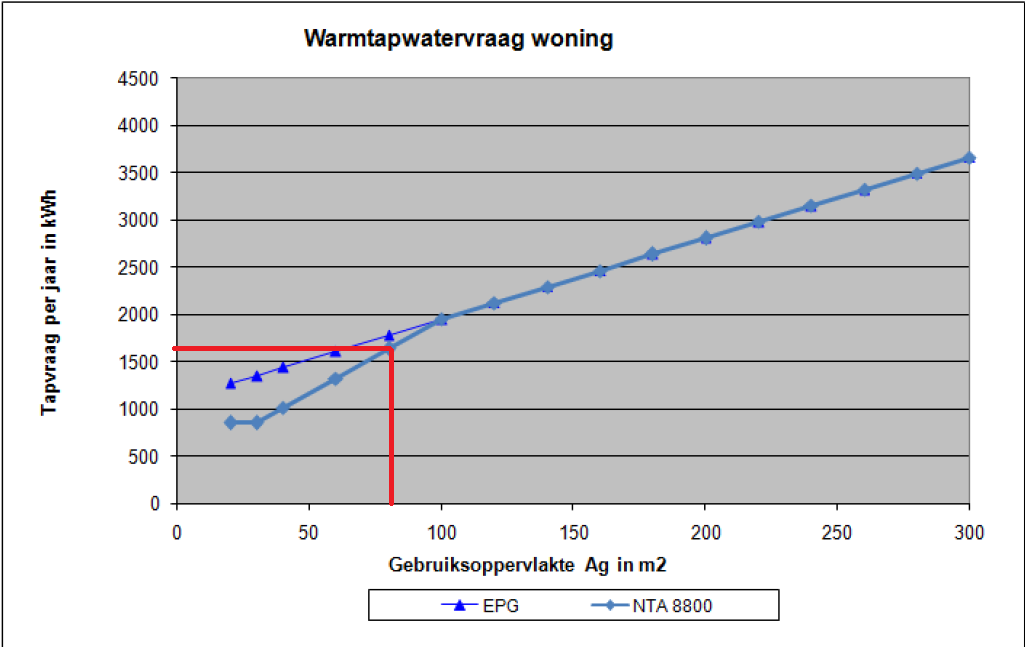 Warmtapwatervraag woning
4500
4000
3500
3000
2500
2000
1500
1000
500
0
Tapvraag per jaar in kWh
0 50 100 150 200 250 300
Gebruiksoppervlakte Ag in m2
EPG NTA 8800